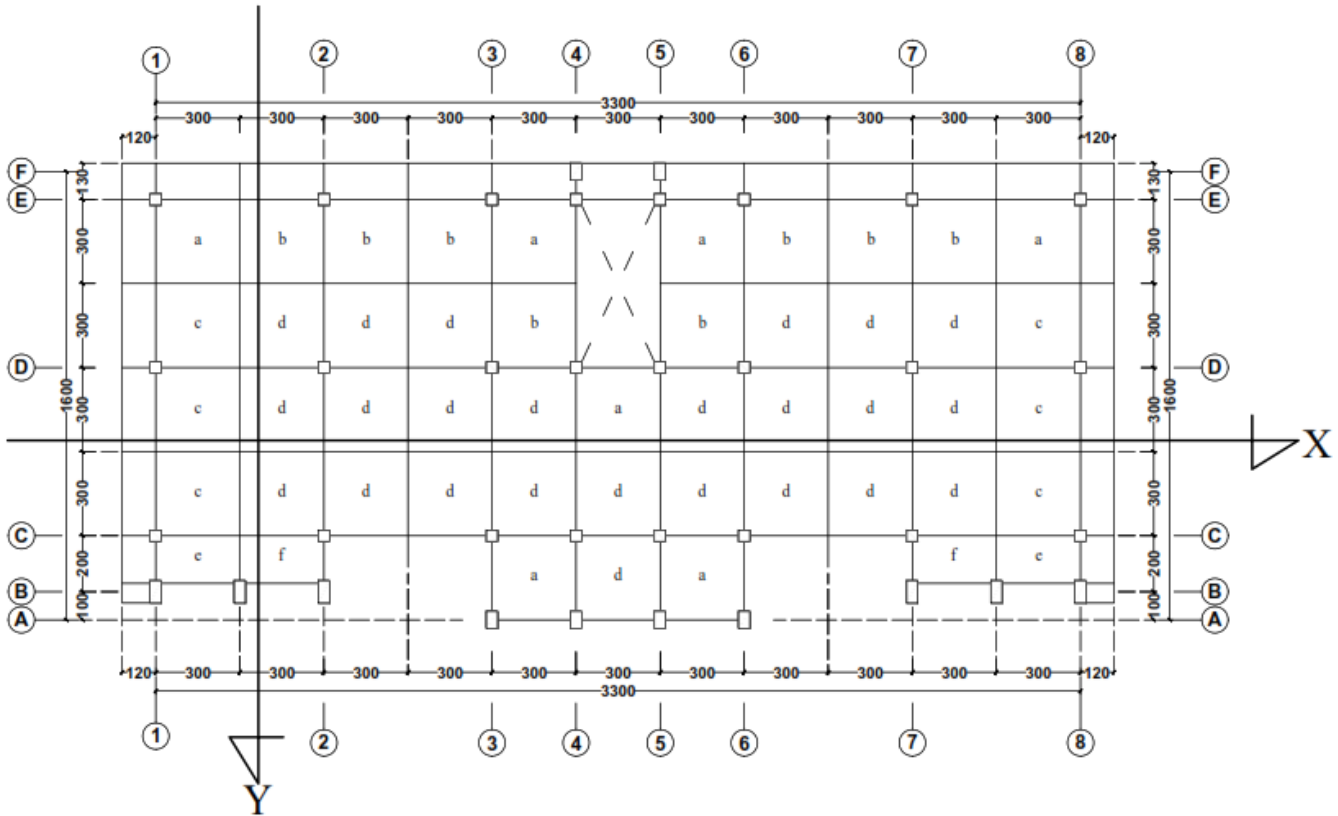 1 2 3 4 5 6 7 8
3300
300 300 300 300 300 300 300 300 300 300 300
120 120
F 130 130 F
E E
300 a b b b a a b b b a 300
300 c d d d b b d d d c 300
D D
1600 1600
300 c d d d d a d d d d c 300
X
300 c d d d d d d d d d c 300
C C
200 e f f e 200
a d a
B B
100 100
A A
120 300 300 300 300 300 300 300 300 300 300 300 120
3300
1 2 3 4 5 6 7 8
Y